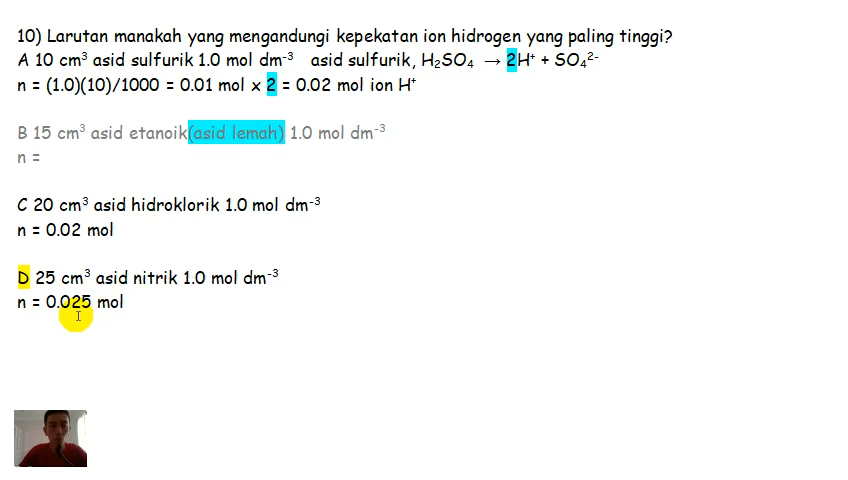 10) Larutan manakah yang mengandungi kepekatan ion hidrogen yang paling tinggi?
A 10 cm³ asid sulfurik 1.0 mol dm⁻³ asid sulfurik, H₂SO₄ → 2H⁺ + SO₄²⁻
n = (1.0)(10)/1000 = 0.01 mol x 2 = 0.02 mol ion H⁺
B 15 cm³ asid etanoik(asid lemah) 1.0 mol dm⁻³
n =
C 20 cm³ asid hidroklorik 1.0 mol dm⁻³
n = 0.02 mol
D 25 cm³ asid nitrik 1.0 mol dm⁻³
n = 0.025 mol